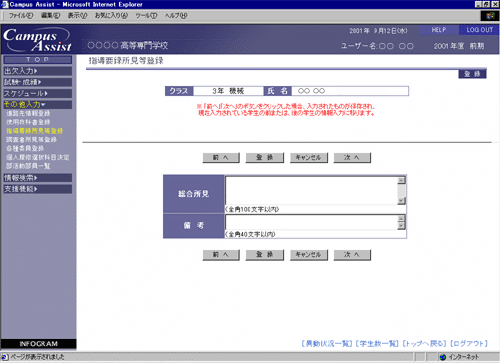 Campus Assist - Microsoft Internet Explorer
ファイル(F) 編集(E) 表示(V) お気に入り(A) ツール(T) ヘルプ(H)
Campus Assist
2001年 9月12日(水) HELP LOG OUT
○○○○高等専門学校 ユーザー名:○○ ○○ 2001年度 前期
TOP
出欠入力
試験・成績
スケジュール
その他入力
進路先情報登録
使用教科書登録
指導要録所見等登録
調査書所見等登録
各種委員登録
個人履修選択科目決定
部活動部員一覧
情報検索
支援機能
INFOGRAM
指導要録所見等登録
登録
クラス 3年 機械 氏名 ○○ ○○
※「前へ」「次へ」のボタンをクリックした場合、入力されたものが保存され、
現在入力されている学生の前または、後の学生の情報入力に移ります。
前へ 登録 キャンセル 次へ
総合所見
(全角100文字以内)
備考
(全角40文字以内)
前へ 登録 キャンセル 次へ
[異動状況一覧] [学生数一覧] [トップへ戻る] [ログアウト]
ページが表示されました インターネット